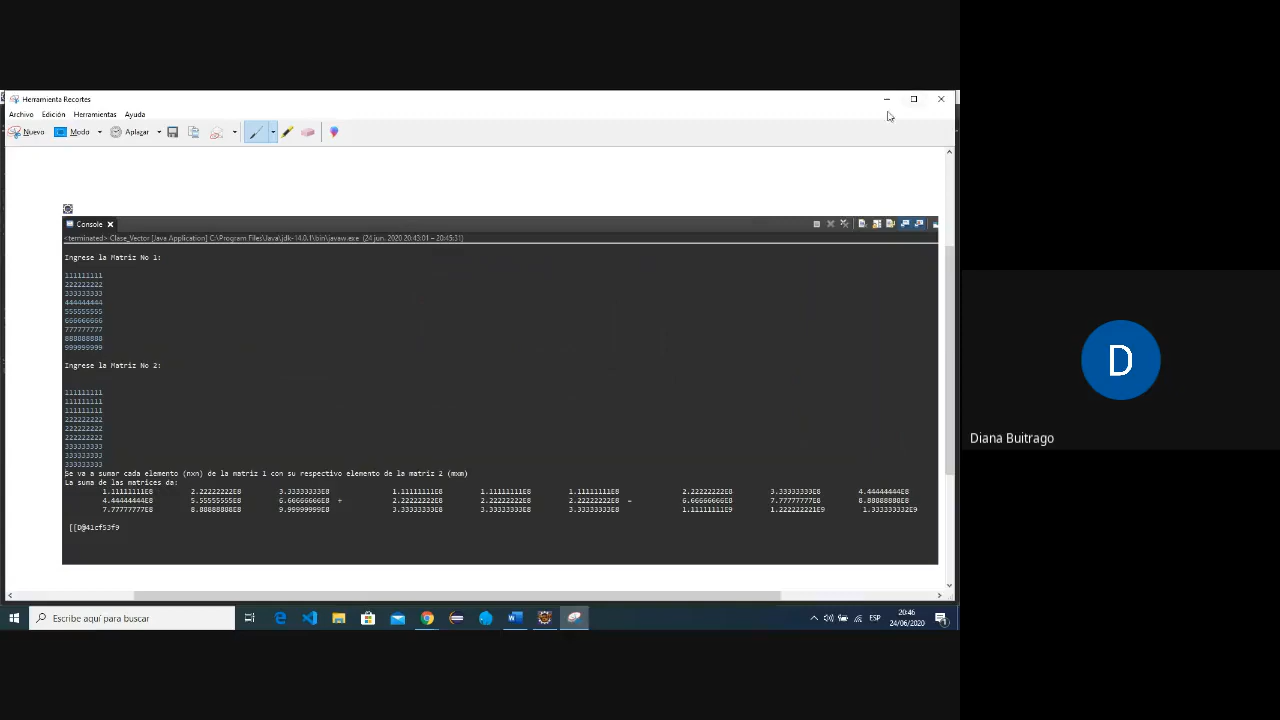 Herramienta Recortes
Archivo Edición Herramientas Ayuda
Nuevo Modo Aplazar
Console
<terminated> Clase_Vector [Java Application] C:\Program Files\Java\jdk-14.0.1\bin\javaw.exe (24 jun. 2020 20:43:01 – 20:45:31)
Ingrese la Matriz No 1:
111111111
222222222
333333333
444444444
555555555
666666666
777777777
888888888
999999999
Ingrese la Matriz No 2:
111111111
111111111
111111111
222222222
222222222
222222222
333333333
333333333
333333333
Se va a sumar cada elemento (nxm) de la matriz 1 con su respectivo elemento de la matriz 2 (mxm)
La suma de las matrices da:
1.11111111E8 2.22222222E8 3.33333333E8 1.11111111E8 1.11111111E8 1.11111111E8 2.22222222E8 3.33333333E8 4.44444444E8
4.44444444E8 5.55555555E8 6.66666666E8 + 2.22222222E8 2.22222222E8 2.22222222E8 = 6.66666666E8 7.77777777E8 8.88888888E8
7.77777777E8 8.88888888E8 9.99999999E8 3.33333333E8 3.33333333E8 3.33333333E8 1.11111111E9 1.222222221E9 1.333333332E9
[[D@41cf53f9
Escribe aquí para buscar
ESP
20:46
24/06/2020
D
Diana Buitrago